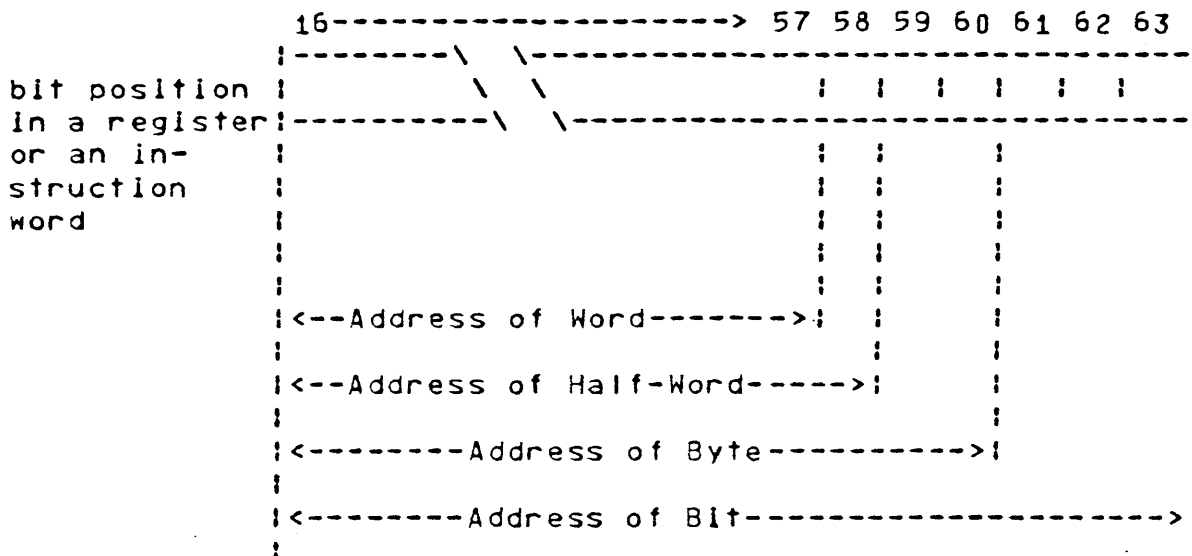 16--------------------> 57 58 59 60 61 62 63
bit position
in a register
or an in-
struction
word
<--Address of Word------->
<--Address of Half-Word----->
<--------Address of Byte---------->
<--------Address of Bit---------------------->